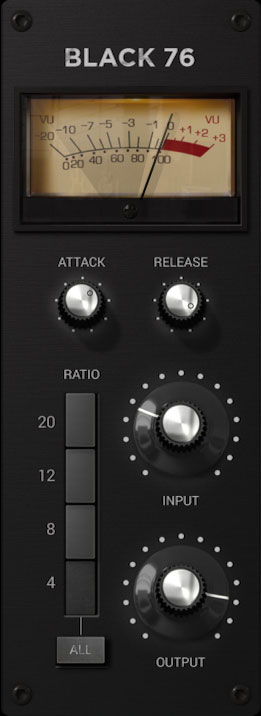 BLACK 76
VU VU
-20 -10 -7 -5 -3 -1 0 +1 +2 +3
0 20 40 60 80 100
ATTACK RELEASE
RATIO
20
12
8
4
INPUT
ALL
OUTPUT